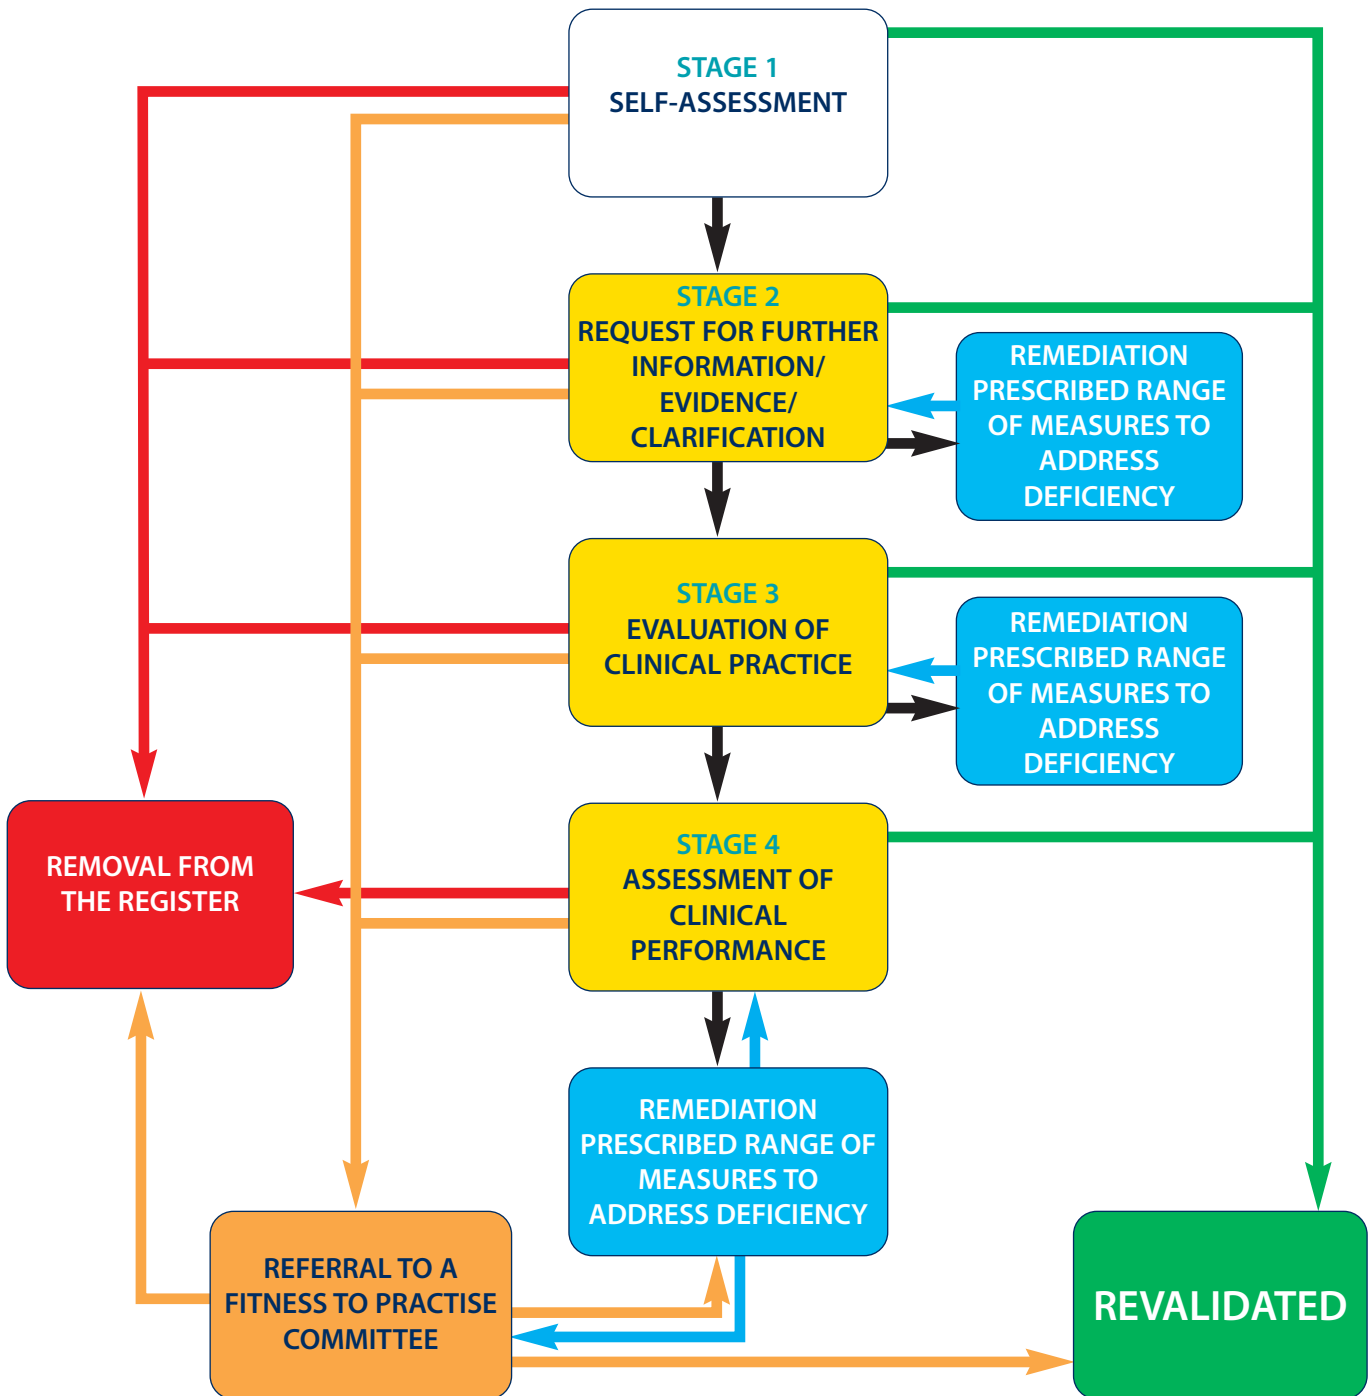 STAGE 1
SELF-ASSESSMENT
STAGE 2
REQUEST FOR FURTHER
INFORMATION/
EVIDENCE/
CLARIFICATION
REMEDIATION
PRESCRIBED RANGE
OF MEASURES TO
ADDRESS
DEFICIENCY
STAGE 3
EVALUATION OF
CLINICAL PRACTICE
REMEDIATION
PRESCRIBED RANGE
OF MEASURES TO
ADDRESS
DEFICIENCY
REMOVAL FROM
THE REGISTER
STAGE 4
ASSESSMENT OF
CLINICAL
PERFORMANCE
REMEDIATION
PRESCRIBED RANGE OF
MEASURES TO
ADDRESS DEFICIENCY
REFERRAL TO A
FITNESS TO PRACTISE
COMMITTEE
REVALIDATED